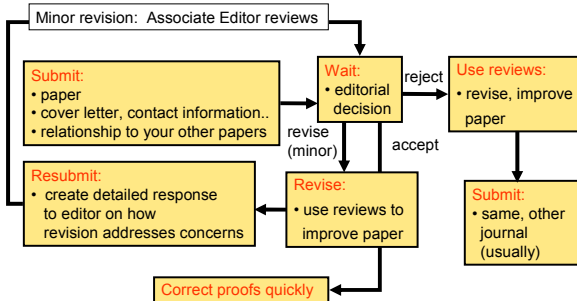 Minor revision: Associate Editor reviews
Submit:
• paper
• cover letter, contact information..
• relationship to your other papers
Wait:
• editorial
decision
reject
Use reviews:
• revise, improve
paper
revise
(minor)
accept
Resubmit:
• create detailed response
to editor on how
revision addresses concerns
Revise:
• use reviews to
improve paper
Submit:
• same, other
journal
(usually)
Correct proofs quickly